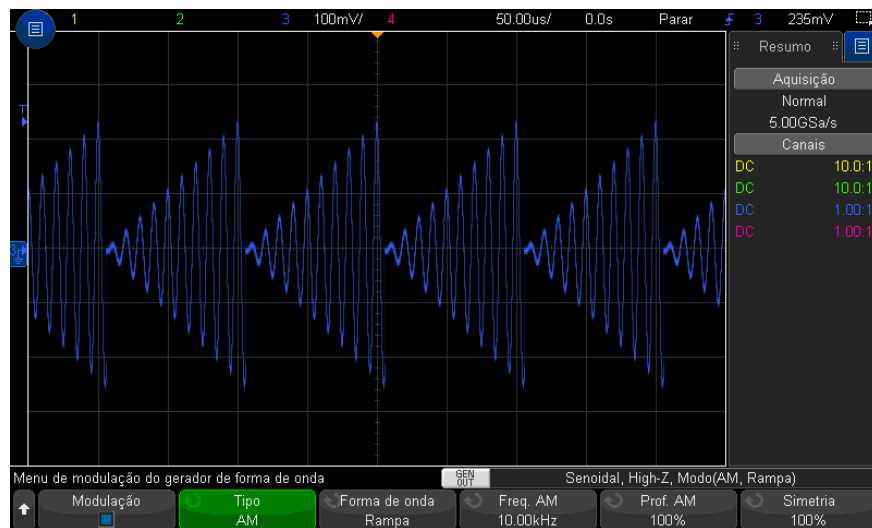 1 2 3 100mV/ 4 50.00us/ 0.0s Parar 3 235mV
Resumo
Aquisição
Normal
5.00GSa/s
Canais
DC 10.0:1
DC 10.0:1
DC 1.00:1
DC 1.00:1
T
3
Menu de modulação do gerador de forma de onda
GEN OUT
Senoidal, High-Z, Modo(AM, Rampa)
Modulação
Tipo
AM
Forma de onda
Rampa
Freq. AM
10.00kHz
Prof. AM
100%
Simetria
100%